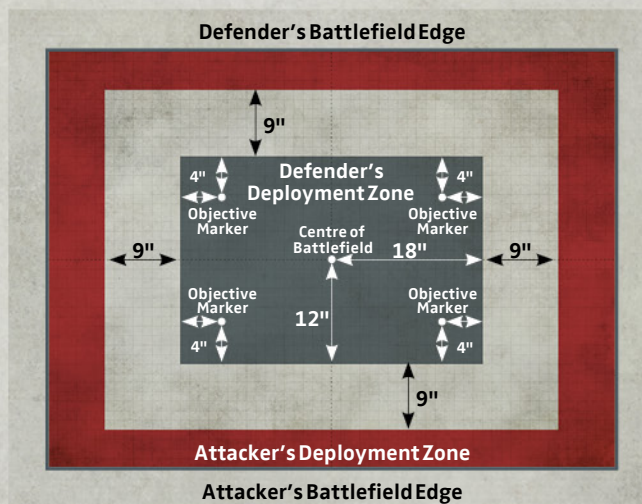 Defender's Battlefield Edge
9"
4"
Defender's
Deployment Zone
4"
Objective
Marker
Objective
Marker
Centre of
Battlefield
9"
18"
9"
Objective
Marker
12"
Objective
Marker
4"
4"
9"
Attacker's Deployment Zone
Attacker's Battlefield Edge